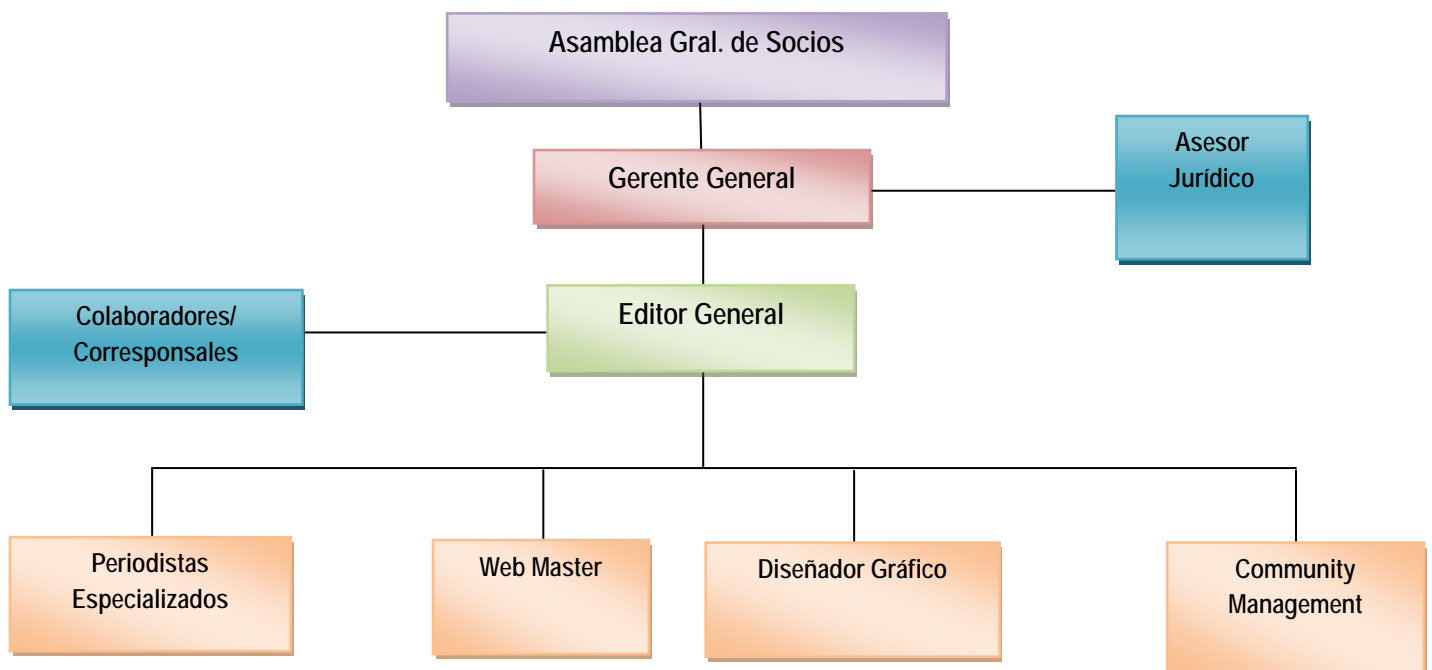 Asamblea Gral. de Socios
Asesor
Jurídico
Gerente General
Editor General
Colaboradores/
Corresponsales
Periodistas
Especializados
Web Master
Diseñador Gráfico
Community
Management